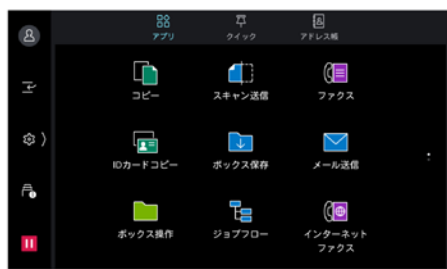 アプリ
クイック
アドレス帳
コピー
スキャン送信
ファクス
IDカードコピー
ボックス保存
メール送信
ボックス操作
ジョブフロー
インターネット
ファクス